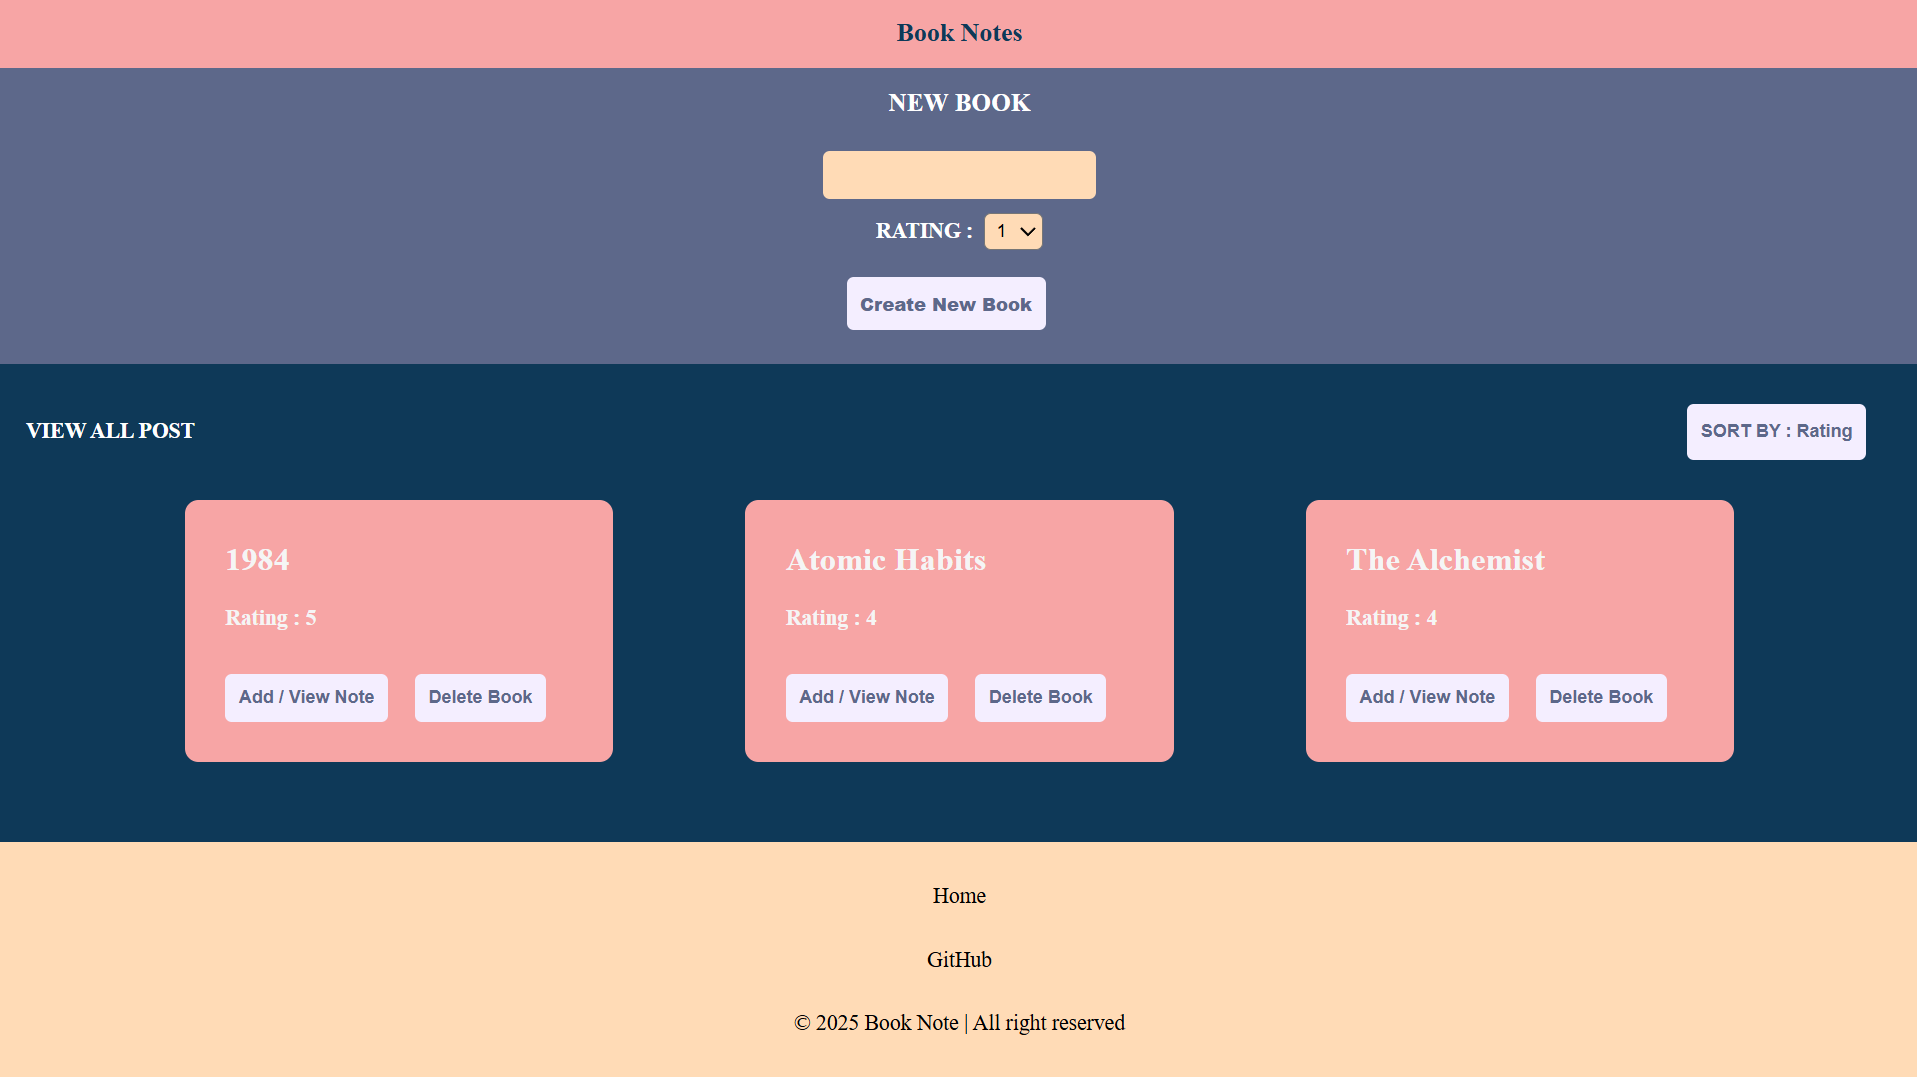 Book Notes
NEW BOOK
RATING : 1
Create New Book
VIEW ALL POST
SORT BY : Rating
1984
Rating : 5
Add / View Note
Delete Book
Atomic Habits
Rating : 4
Add / View Note
Delete Book
The Alchemist
Rating : 4
Add / View Note
Delete Book
Home
GitHub
© 2025 Book Note | All right reserved